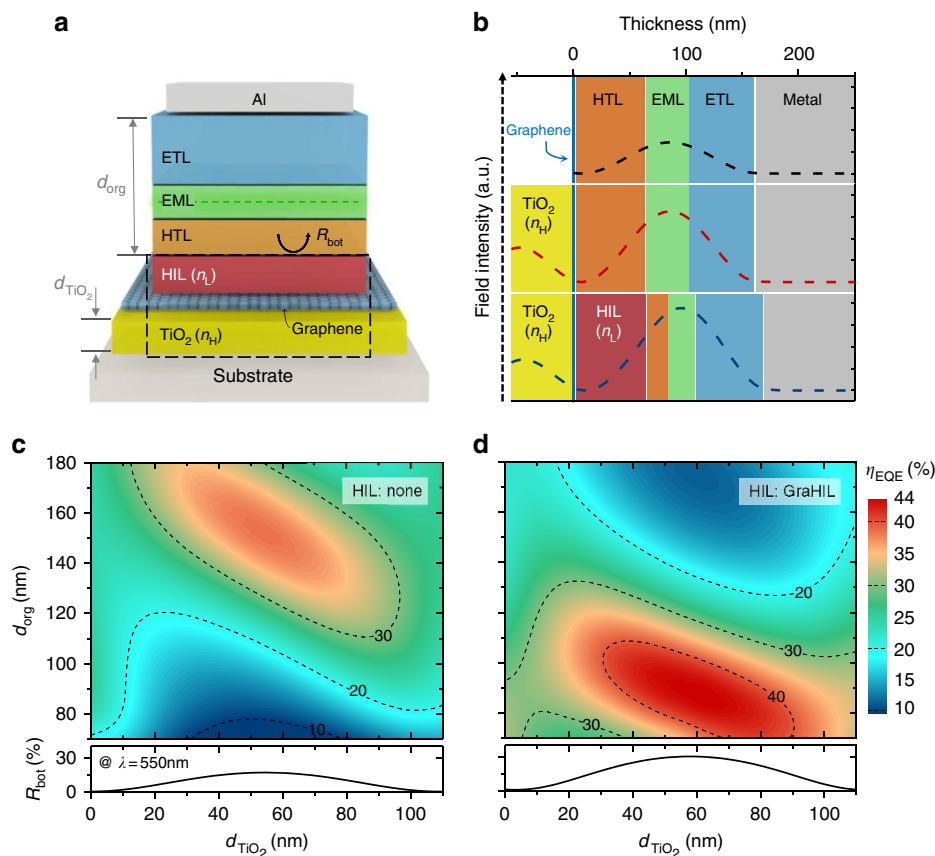 a
Al
ETL
EML
HTL
R_bot
HIL (n_L)
Graphene
TiO₂ (n_H)
Substrate
d_org
d_TiO₂
b
Thickness (nm)
0 100 200
HTL EML ETL Metal
Graphene
TiO₂
(n_H)
TiO₂
(n_H)
HIL
(n_L)
Field intensity (a.u.)
c
180
160
140
120
100
80
d_org (nm)
HIL: none
30
20
10
R_bot (%)
30
0
@ λ=550nm
0 20 40 60 80 100
d_TiO₂ (nm)
d
HIL: GraHIL
20
30
40
30
0 20 40 60 80 100
d_TiO₂ (nm)
η_EQE (%)
44
40
35
30
25
20
15
10